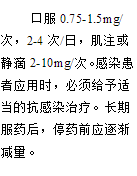 口服 0.75-1.5mg/
次，2-4 次/日，肌注或
静滴 2-10mg/次。感染患
者应用时，必须给予适
当的抗感染治疗。长期
服药后，停药前应逐渐
减量。